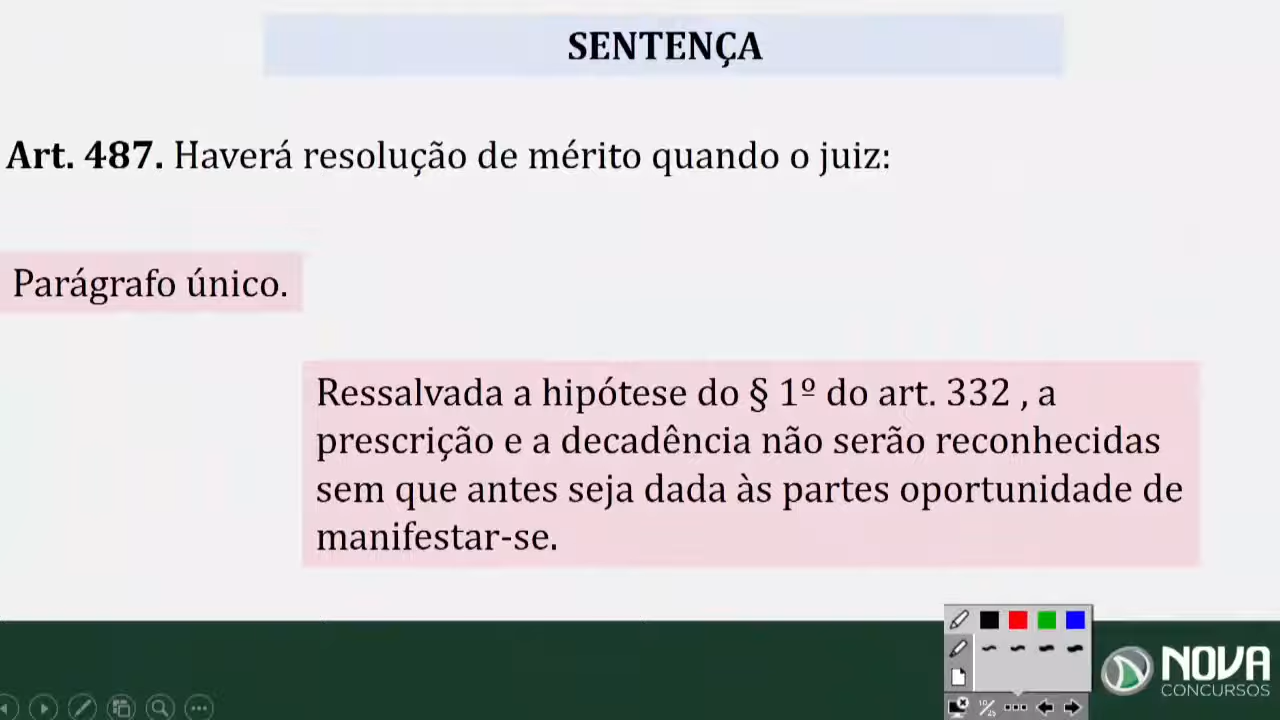 SENTENÇA
Art. 487. Haverá resolução de mérito quando o juiz:
Parágrafo único.
Ressalvada a hipótese do § 1º do art. 332 , a
prescrição e a decadência não serão reconhecidas
sem que antes seja dada às partes oportunidade de
manifestar-se.
NOVA
CONCURSOS